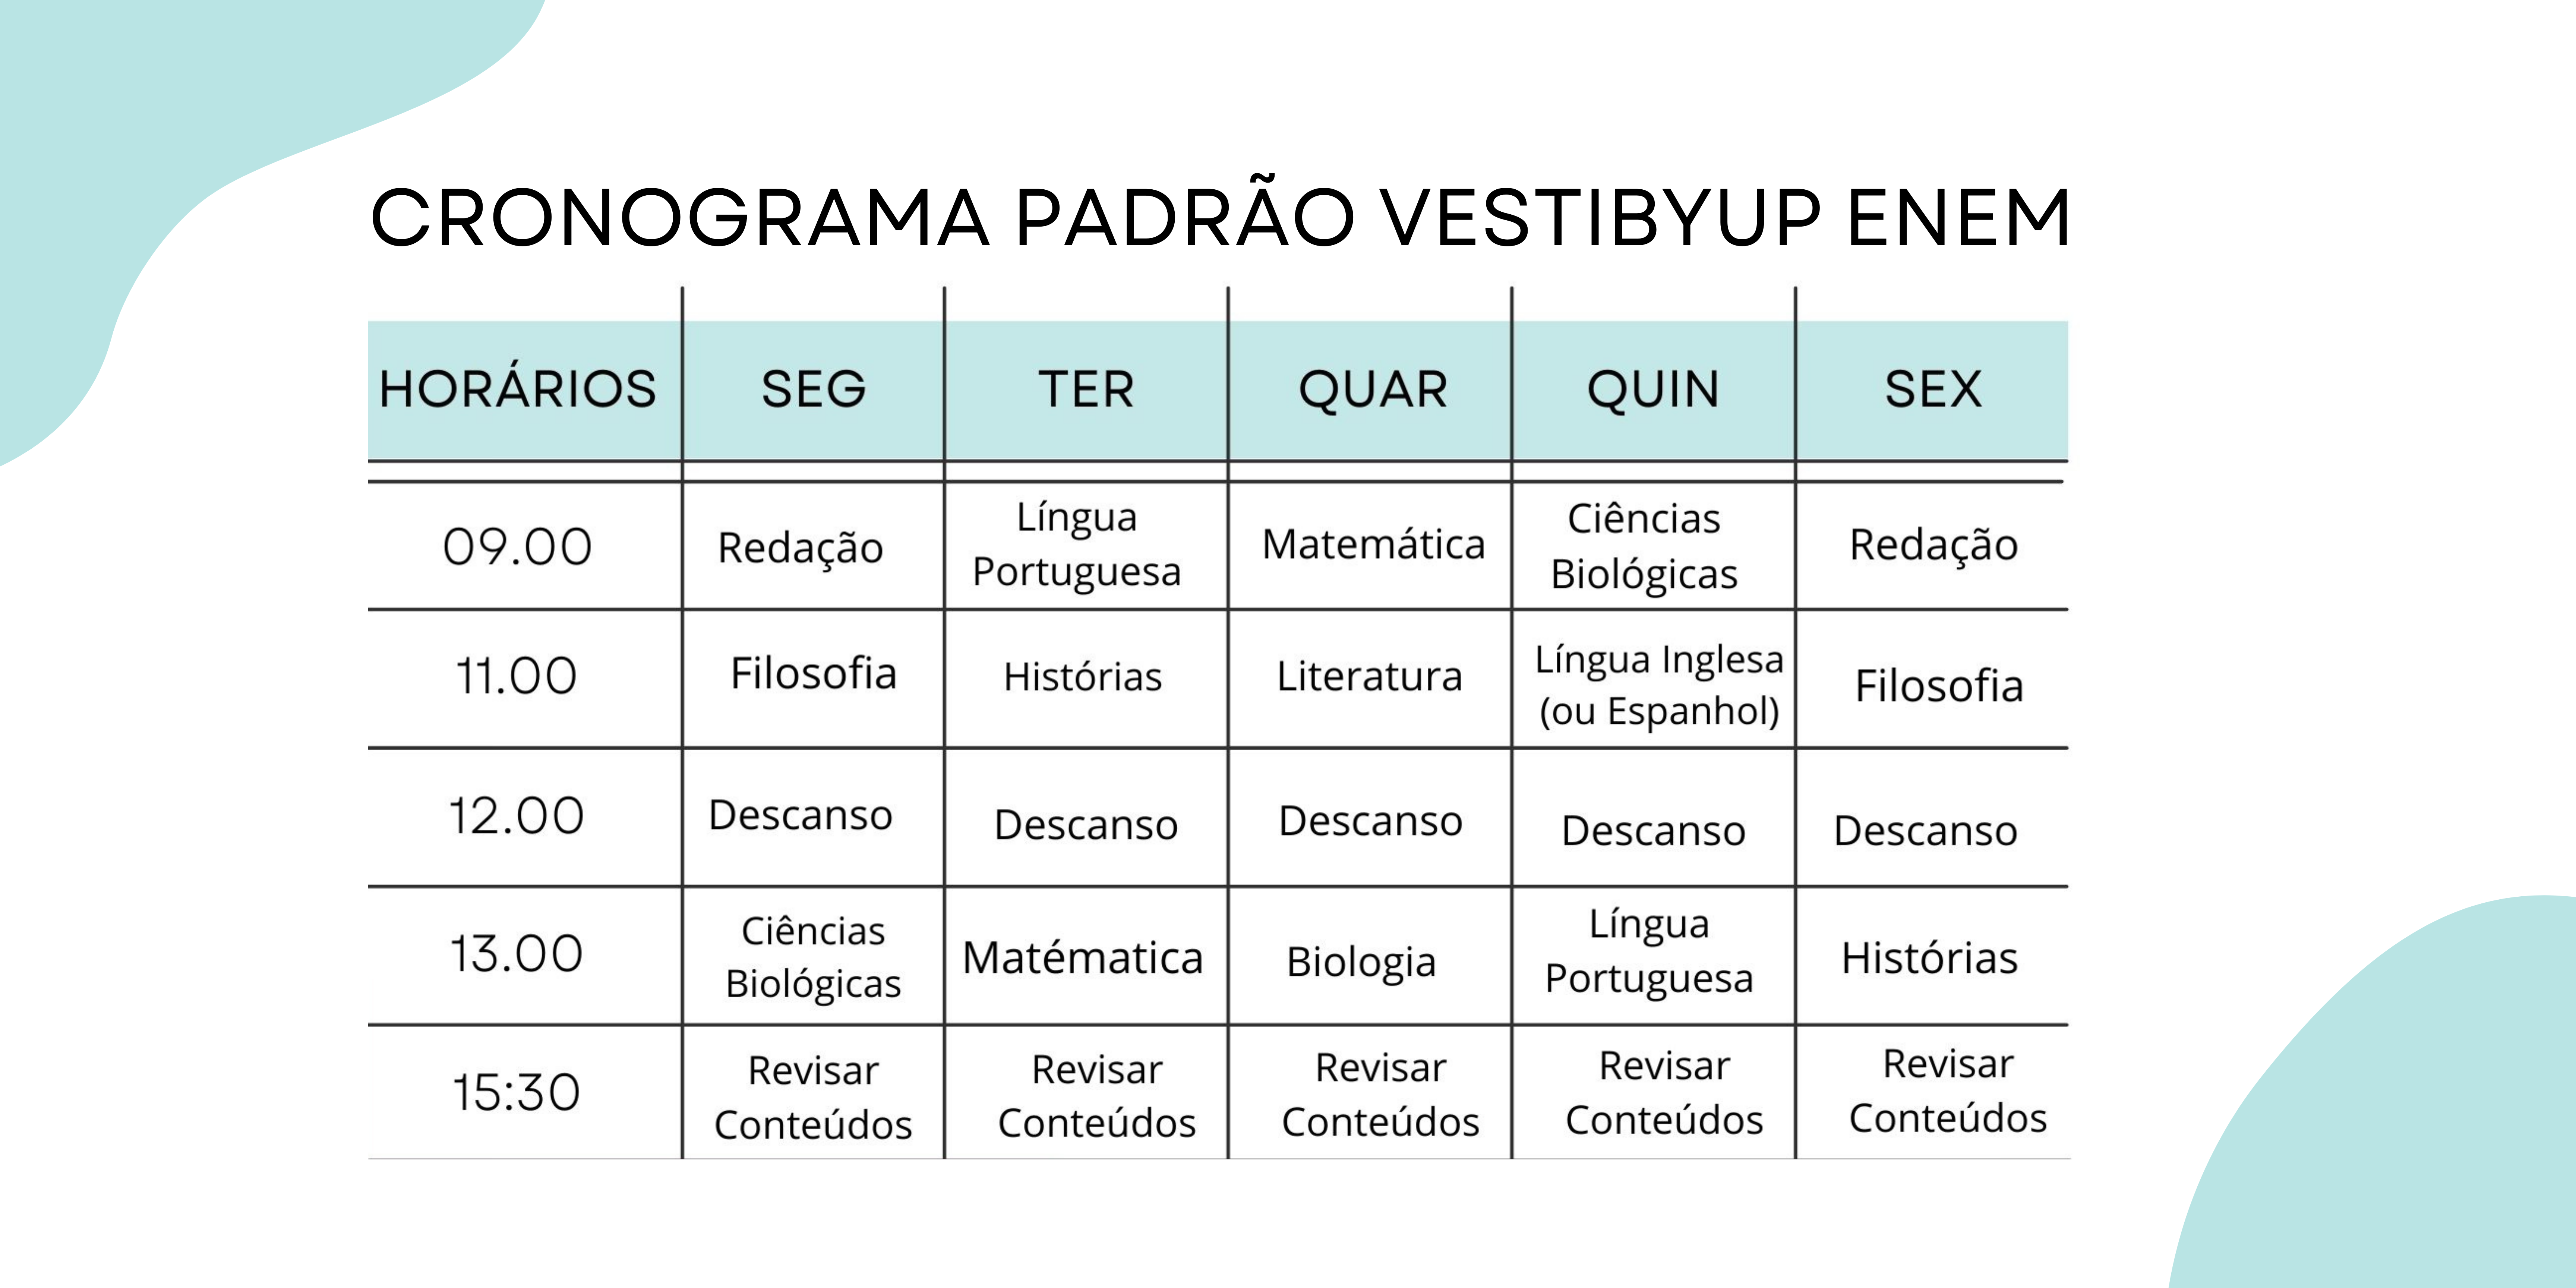 CRONOGRAMA PADRÃO VESTIBYUP ENEM
HORÁRIOS SEG TER QUAR QUIN SEX
09.00 Redação Língua Portuguesa Matemática Ciências Biológicas Redação
11.00 Filosofia Histórias Literatura Língua Inglesa (ou Espanhol) Filosofia
12.00 Descanso Descanso Descanso Descanso Descanso
13.00 Ciências Biológicas Matématica Biologia Língua Portuguesa Histórias
15:30 Revisar Conteúdos Revisar Conteúdos Revisar Conteúdos Revisar Conteúdos Revisar Conteúdos